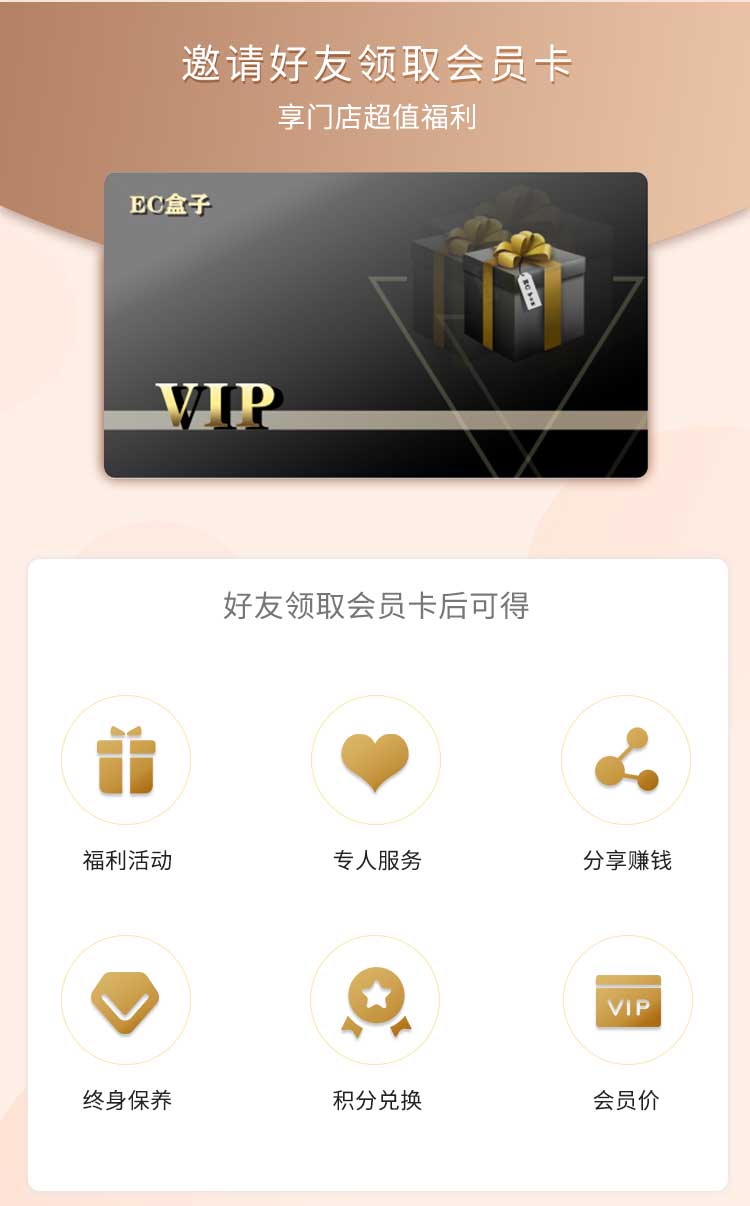 邀请好友领取会员卡
享门店超值福利
EC盒子
EC box
VIP
好友领取会员卡后可得
福利活动
专人服务
分享赚钱
VIP
终身保养
积分兑换
会员价